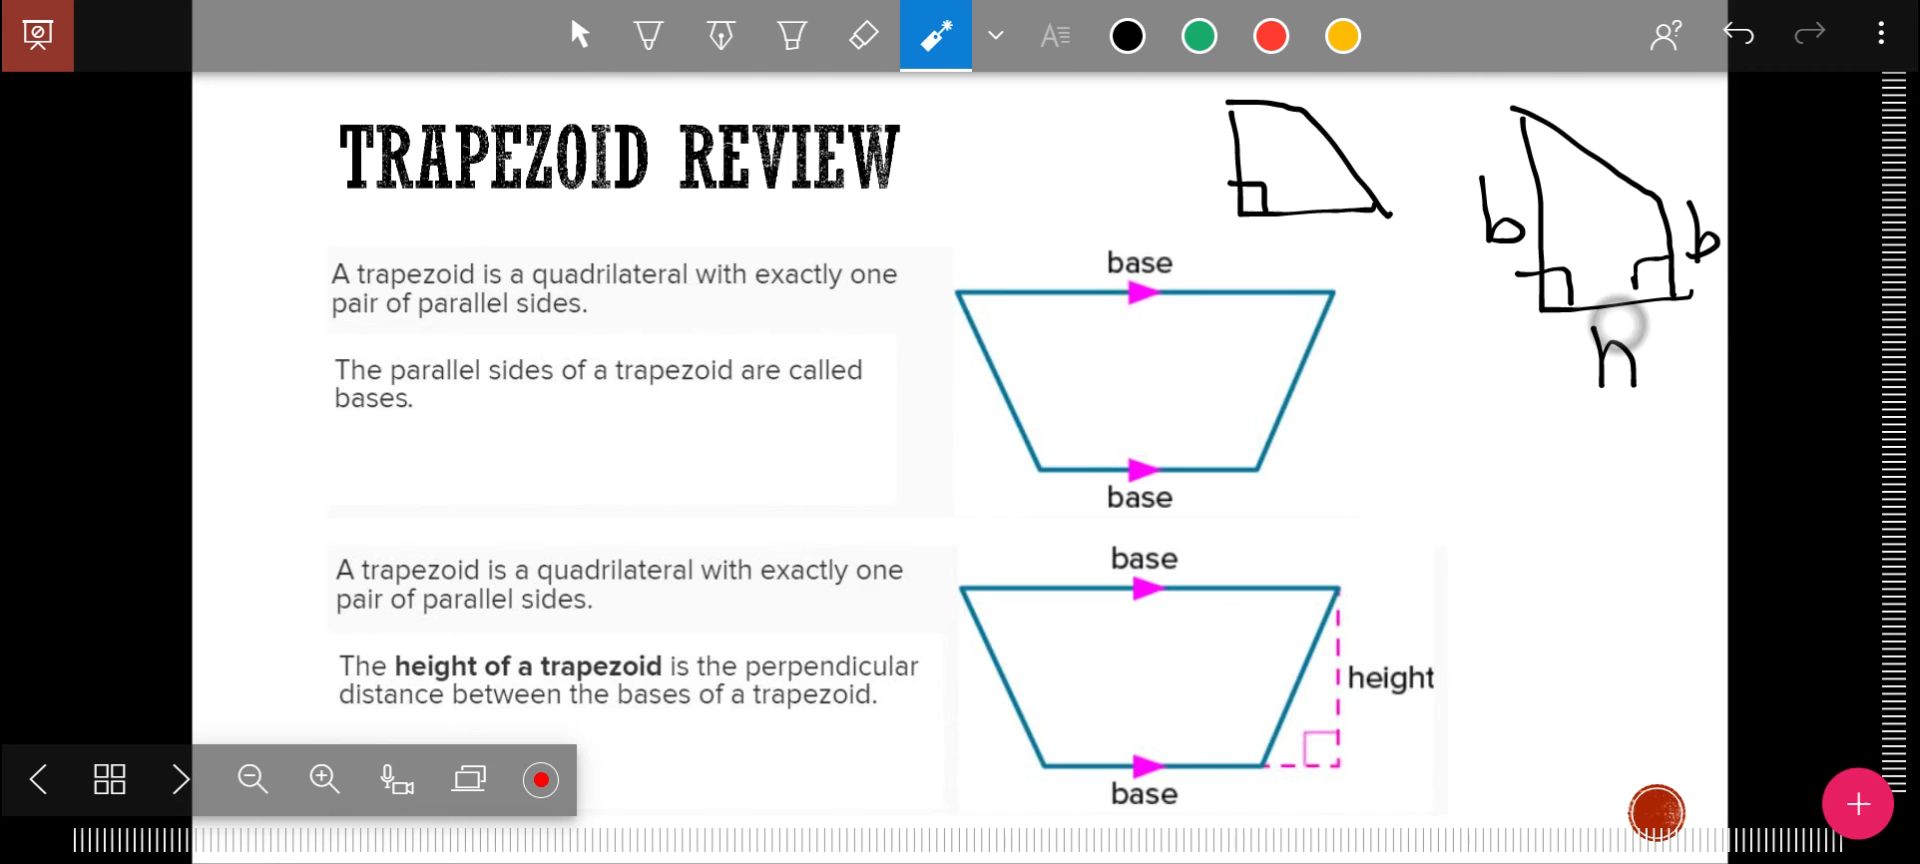 TRAPEZOID REVIEW
b
b
h
A trapezoid is a quadrilateral with exactly one
pair of parallel sides.
The parallel sides of a trapezoid are called
bases.
base
base
A trapezoid is a quadrilateral with exactly one
pair of parallel sides.
The height of a trapezoid is the perpendicular
distance between the bases of a trapezoid.
base
height
base